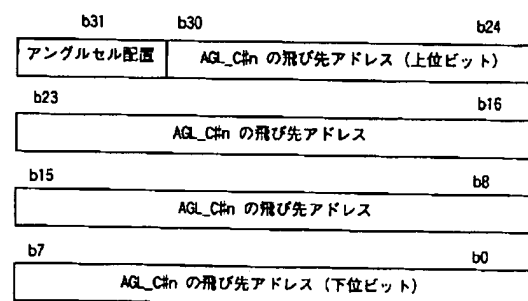 b31 b30 b24
アングルセル配置 AGL_C#n の飛び先アドレス（上位ビット）
b23 b16
AGL_C#n の飛び先アドレス
b15 b8
AGL_C#n の飛び先アドレス
b7 b0
AGL_C#n の飛び先アドレス（下位ビット）